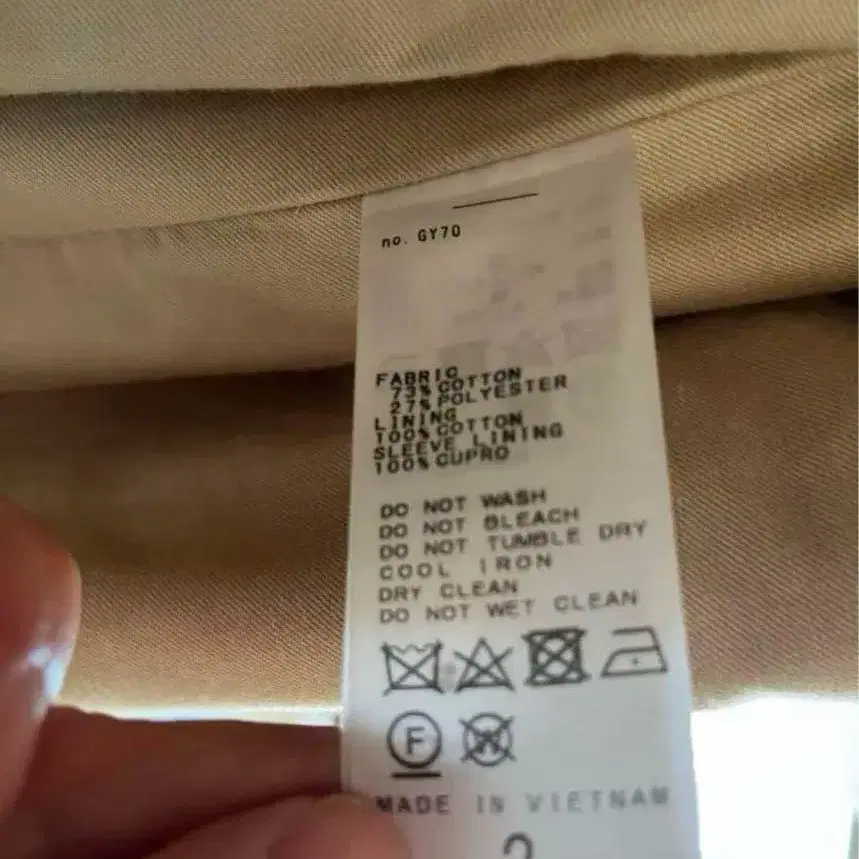 no. GY70
FABRIC
73% COTTON
27% POLYESTER
LINING
100% COTTON
SLEEVE LINING
100% CUPRO
DO NOT WASH
DO NOT BLEACH
DO NOT TUMBLE DRY
COOL IRON
DRY CLEAN
DO NOT WET CLEAN
F W
MADE IN VIETNAM
2